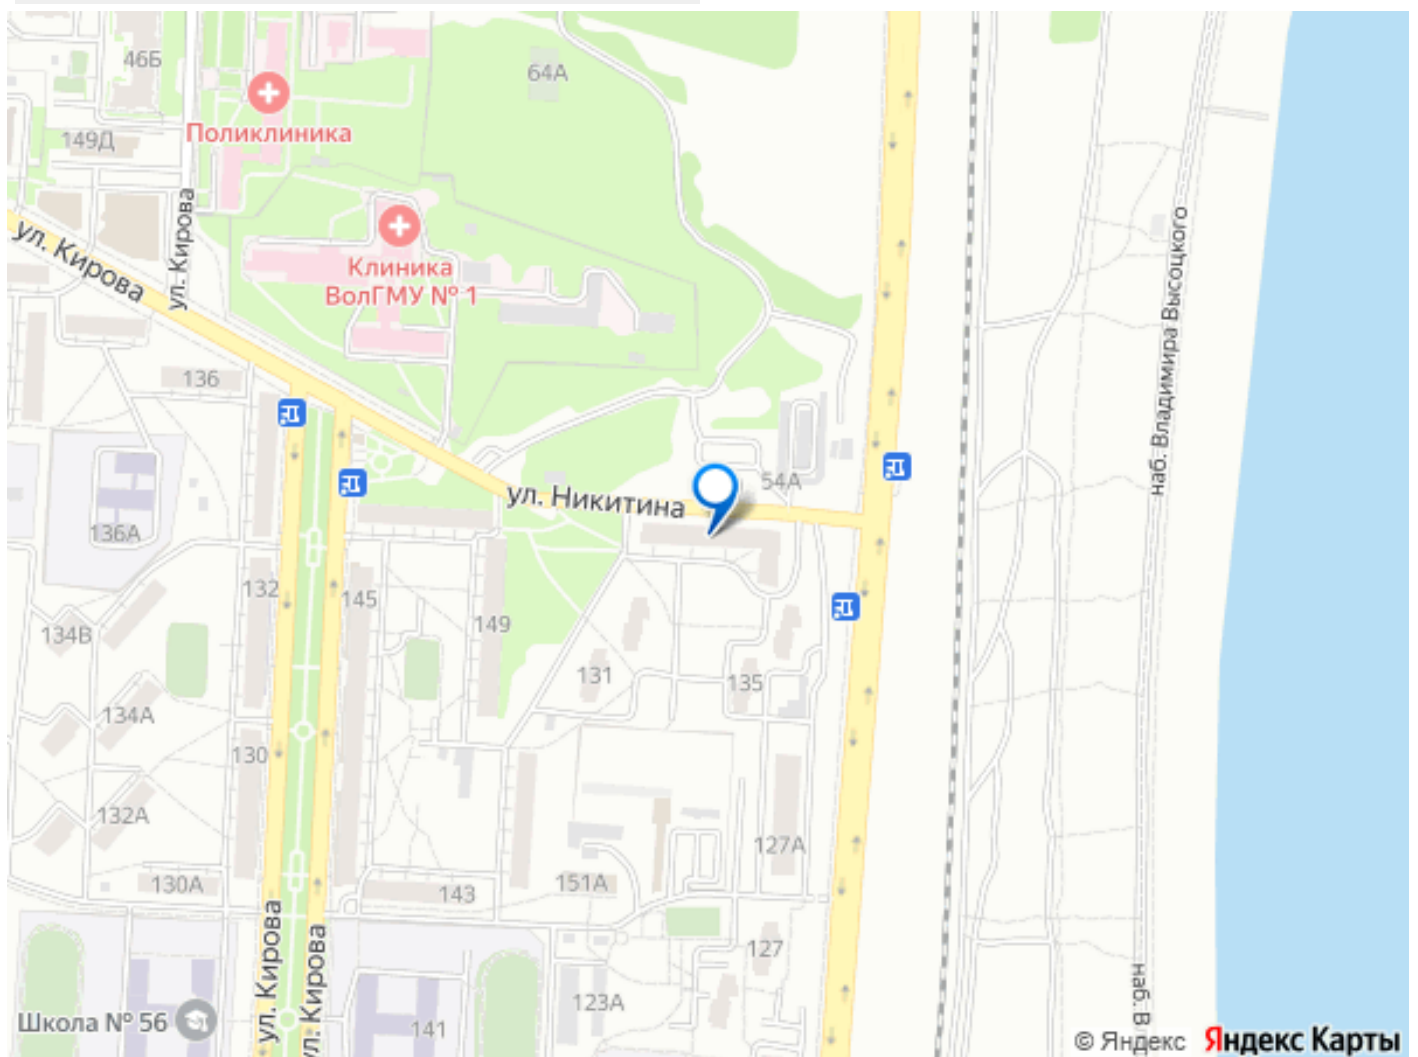 46Б
64А
Поликлиника
149Д
ул. Кирова
ул. Кирова
Клиника
ВолГМУ № 1
наб. Владимира Высоцкого
136
ул. Никитина
54А
136А
132
145
149
134В
131
135
134А
130
132А
127А
130А
143
151А
ул. Кирова
ул. Кирова
127
наб. В
123А
Школа № 56
141
© Яндекс Яндекс Карты